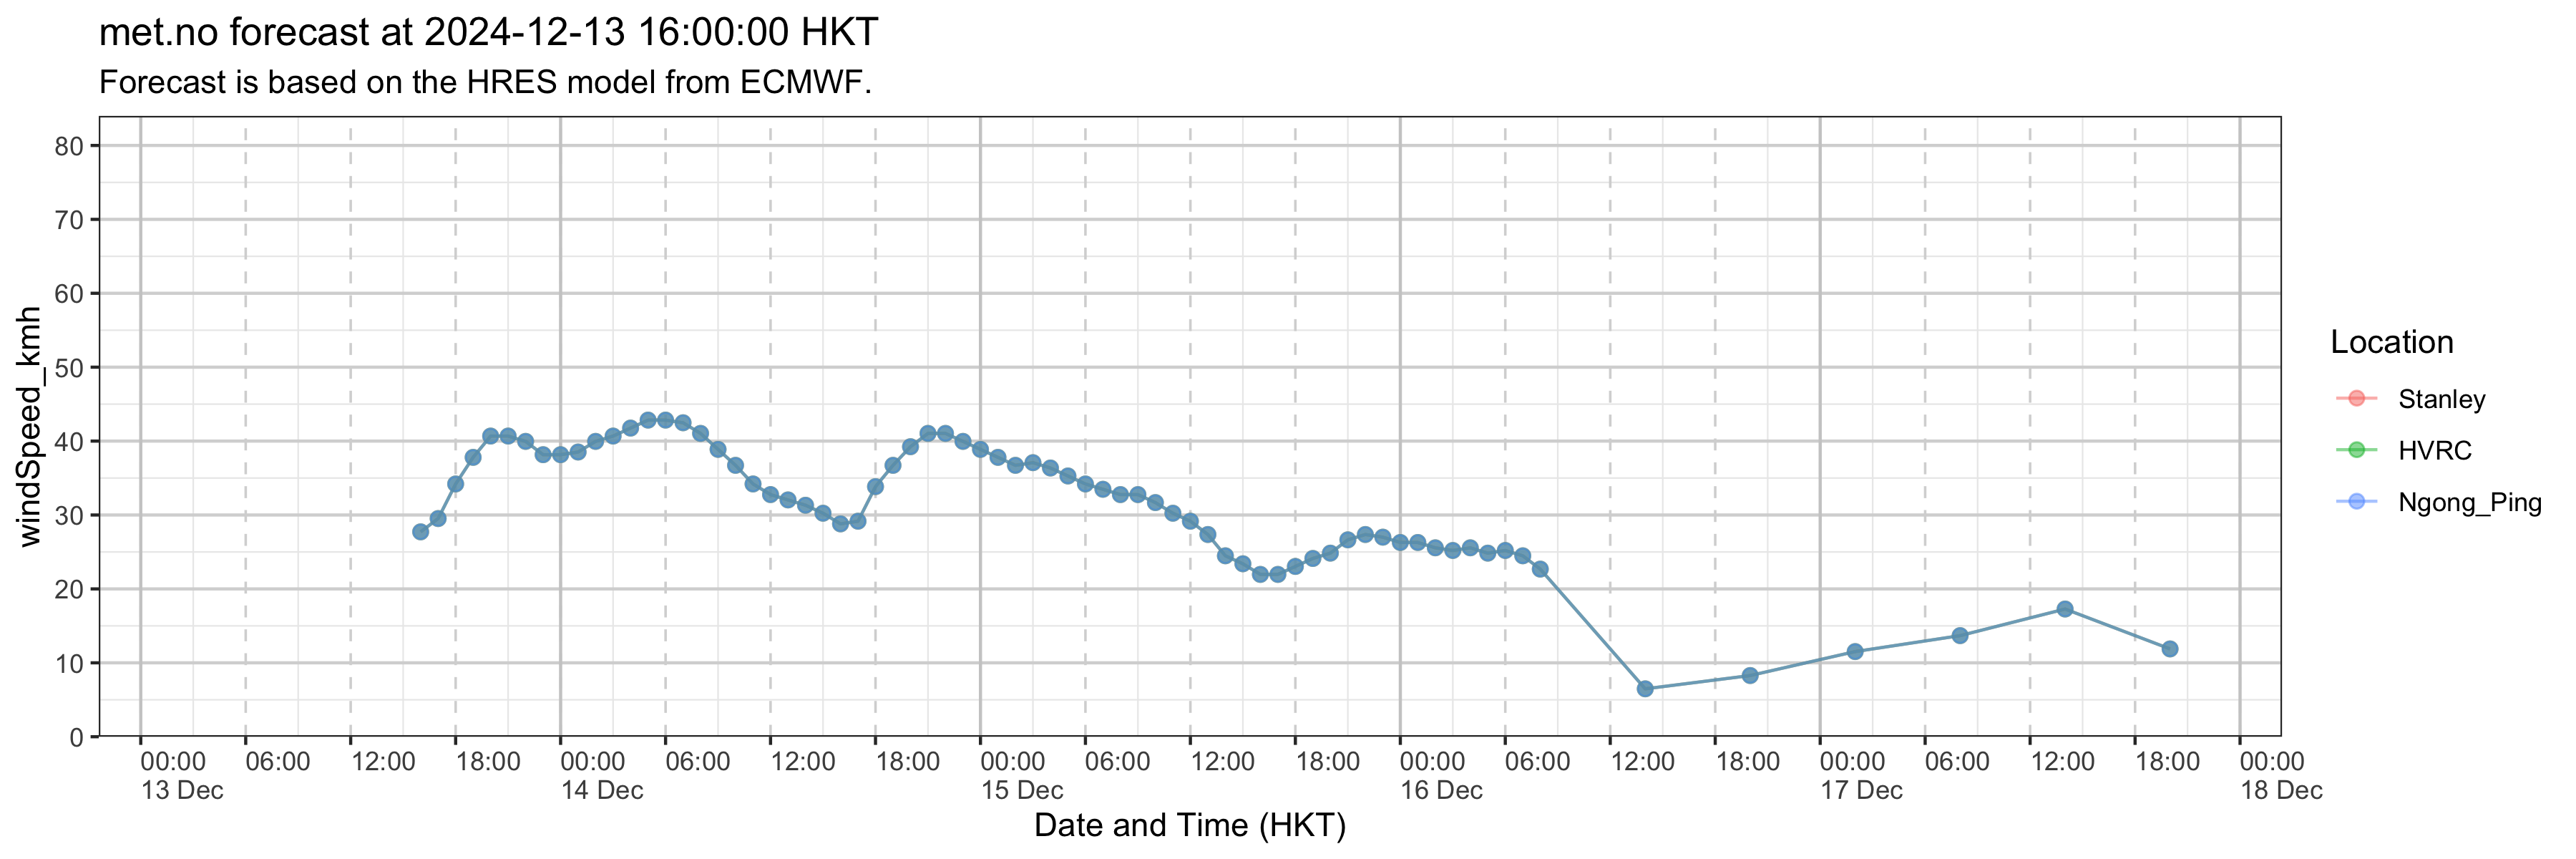 met.no forecast at 2024-12-13 16:00:00 HKT
Forecast is based on the HRES model from ECMWF.
windSpeed_kmh
80
70
60
50
40
30
20
10
0
00:00 06:00 12:00 18:00 00:00 06:00 12:00 18:00 00:00 06:00 12:00 18:00 00:00 06:00 12:00 18:00 00:00 06:00 12:00 18:00 00:00
13 Dec 14 Dec 15 Dec 16 Dec 17 Dec 18 Dec
Date and Time (HKT)
Location
Stanley
HVRC
Ngong_Ping